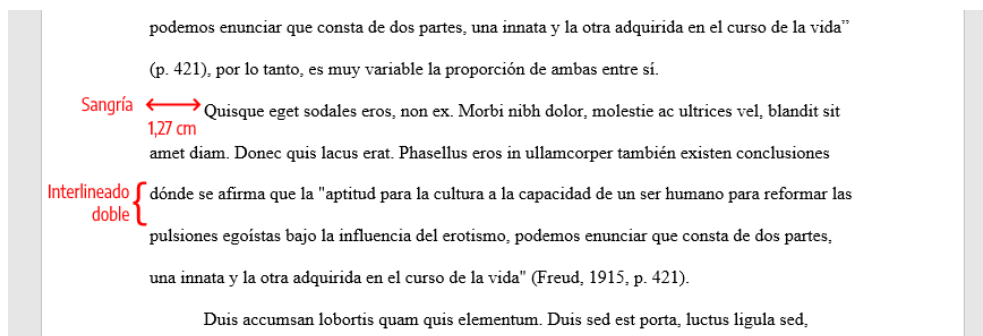 podemos enunciar que consta de dos partes, una innata y la otra adquirida en el curso de la vida”
(p. 421), por lo tanto, es muy variable la proporción de ambas entre sí.
Sangría
1,27 cm
Quisque eget sodales eros, non ex. Morbi nibh dolor, molestie ac ultrices vel, blandit sit
amet diam. Donec quis lacus erat. Phasellus eros in ullamcorper también existen conclusiones
Interlineado
doble
dónde se afirma que la "aptitud para la cultura a la capacidad de un ser humano para reformar las
pulsiones egoístas bajo la influencia del erotismo, podemos enunciar que consta de dos partes,
una innata y la otra adquirida en el curso de la vida" (Freud, 1915, p. 421).
Duis accumsan lobortis quam quis elementum. Duis sed est porta, luctus ligula sed,